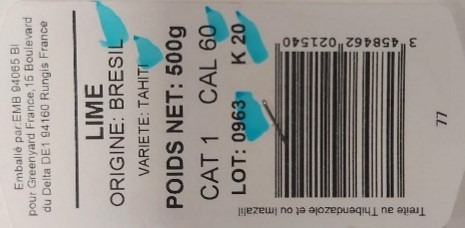 Emballé par:EMB 94065 BI
pour Greenyard France,15 Boulevard
du Delta DE1 94160 Rungis France
LIME
ORIGINE: BRESIL
VARIETE: TAHITI
POIDS NET: 500g
CAT 1 CAL 60
LOT: 0963 K 20
3 458462 021540
Traite au Thibendazole et ou Imazalil
77